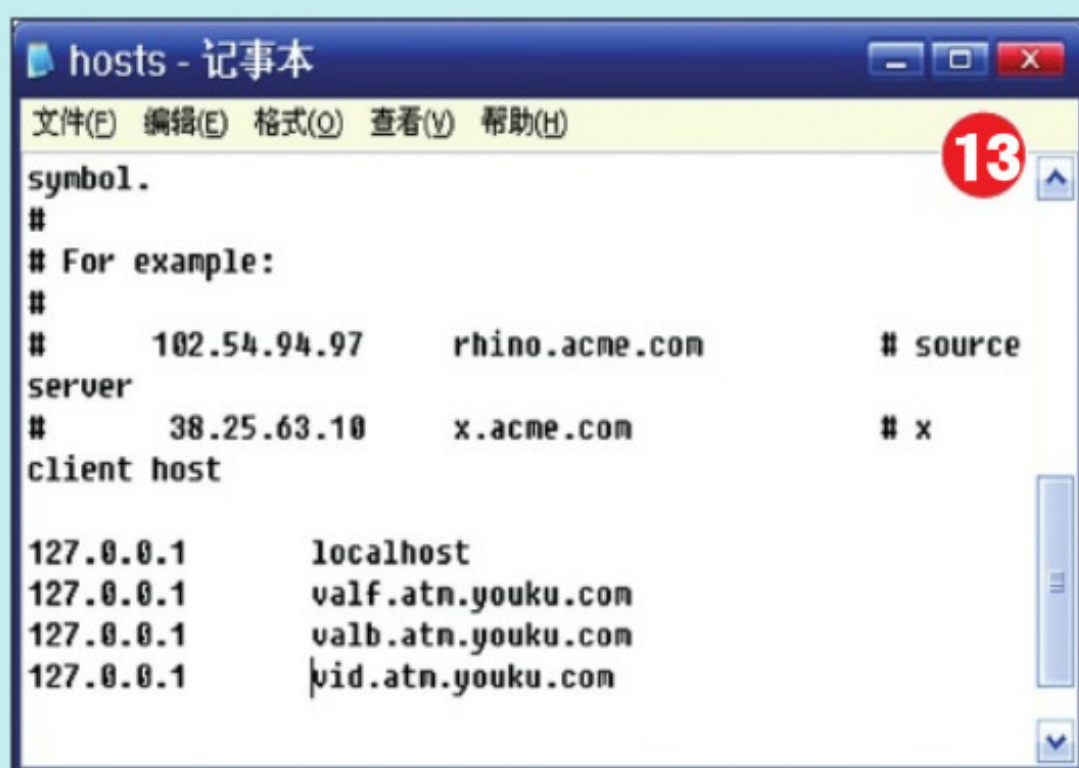 hosts - 记事本
文件(F) 编辑(E) 格式(O) 查看(V) 帮助(H)
13
symbol.
#
# For example:
#
# 102.54.94.97 rhino.acme.com # source
server
# 38.25.63.10 x.acme.com # x
client host
127.0.0.1 localhost
127.0.0.1 valf.atm.youku.com
127.0.0.1 valb.atm.youku.com
127.0.0.1 vid.atm.youku.com